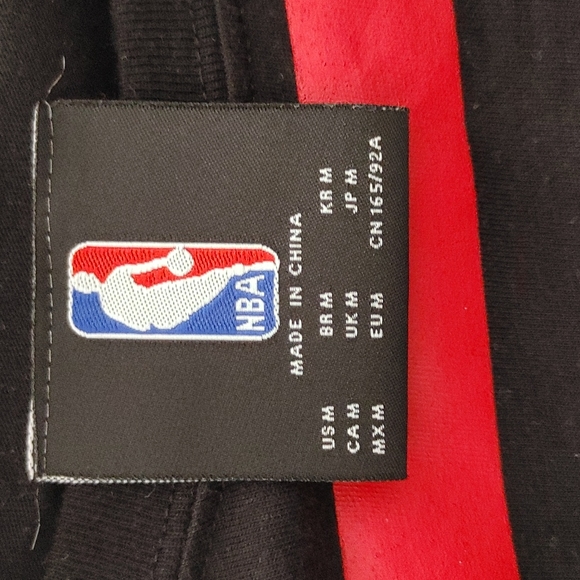 NBA
MADE IN CHINA
US M BR M KR M
CA M UK M JP M
MX M EU M CN 165/92A